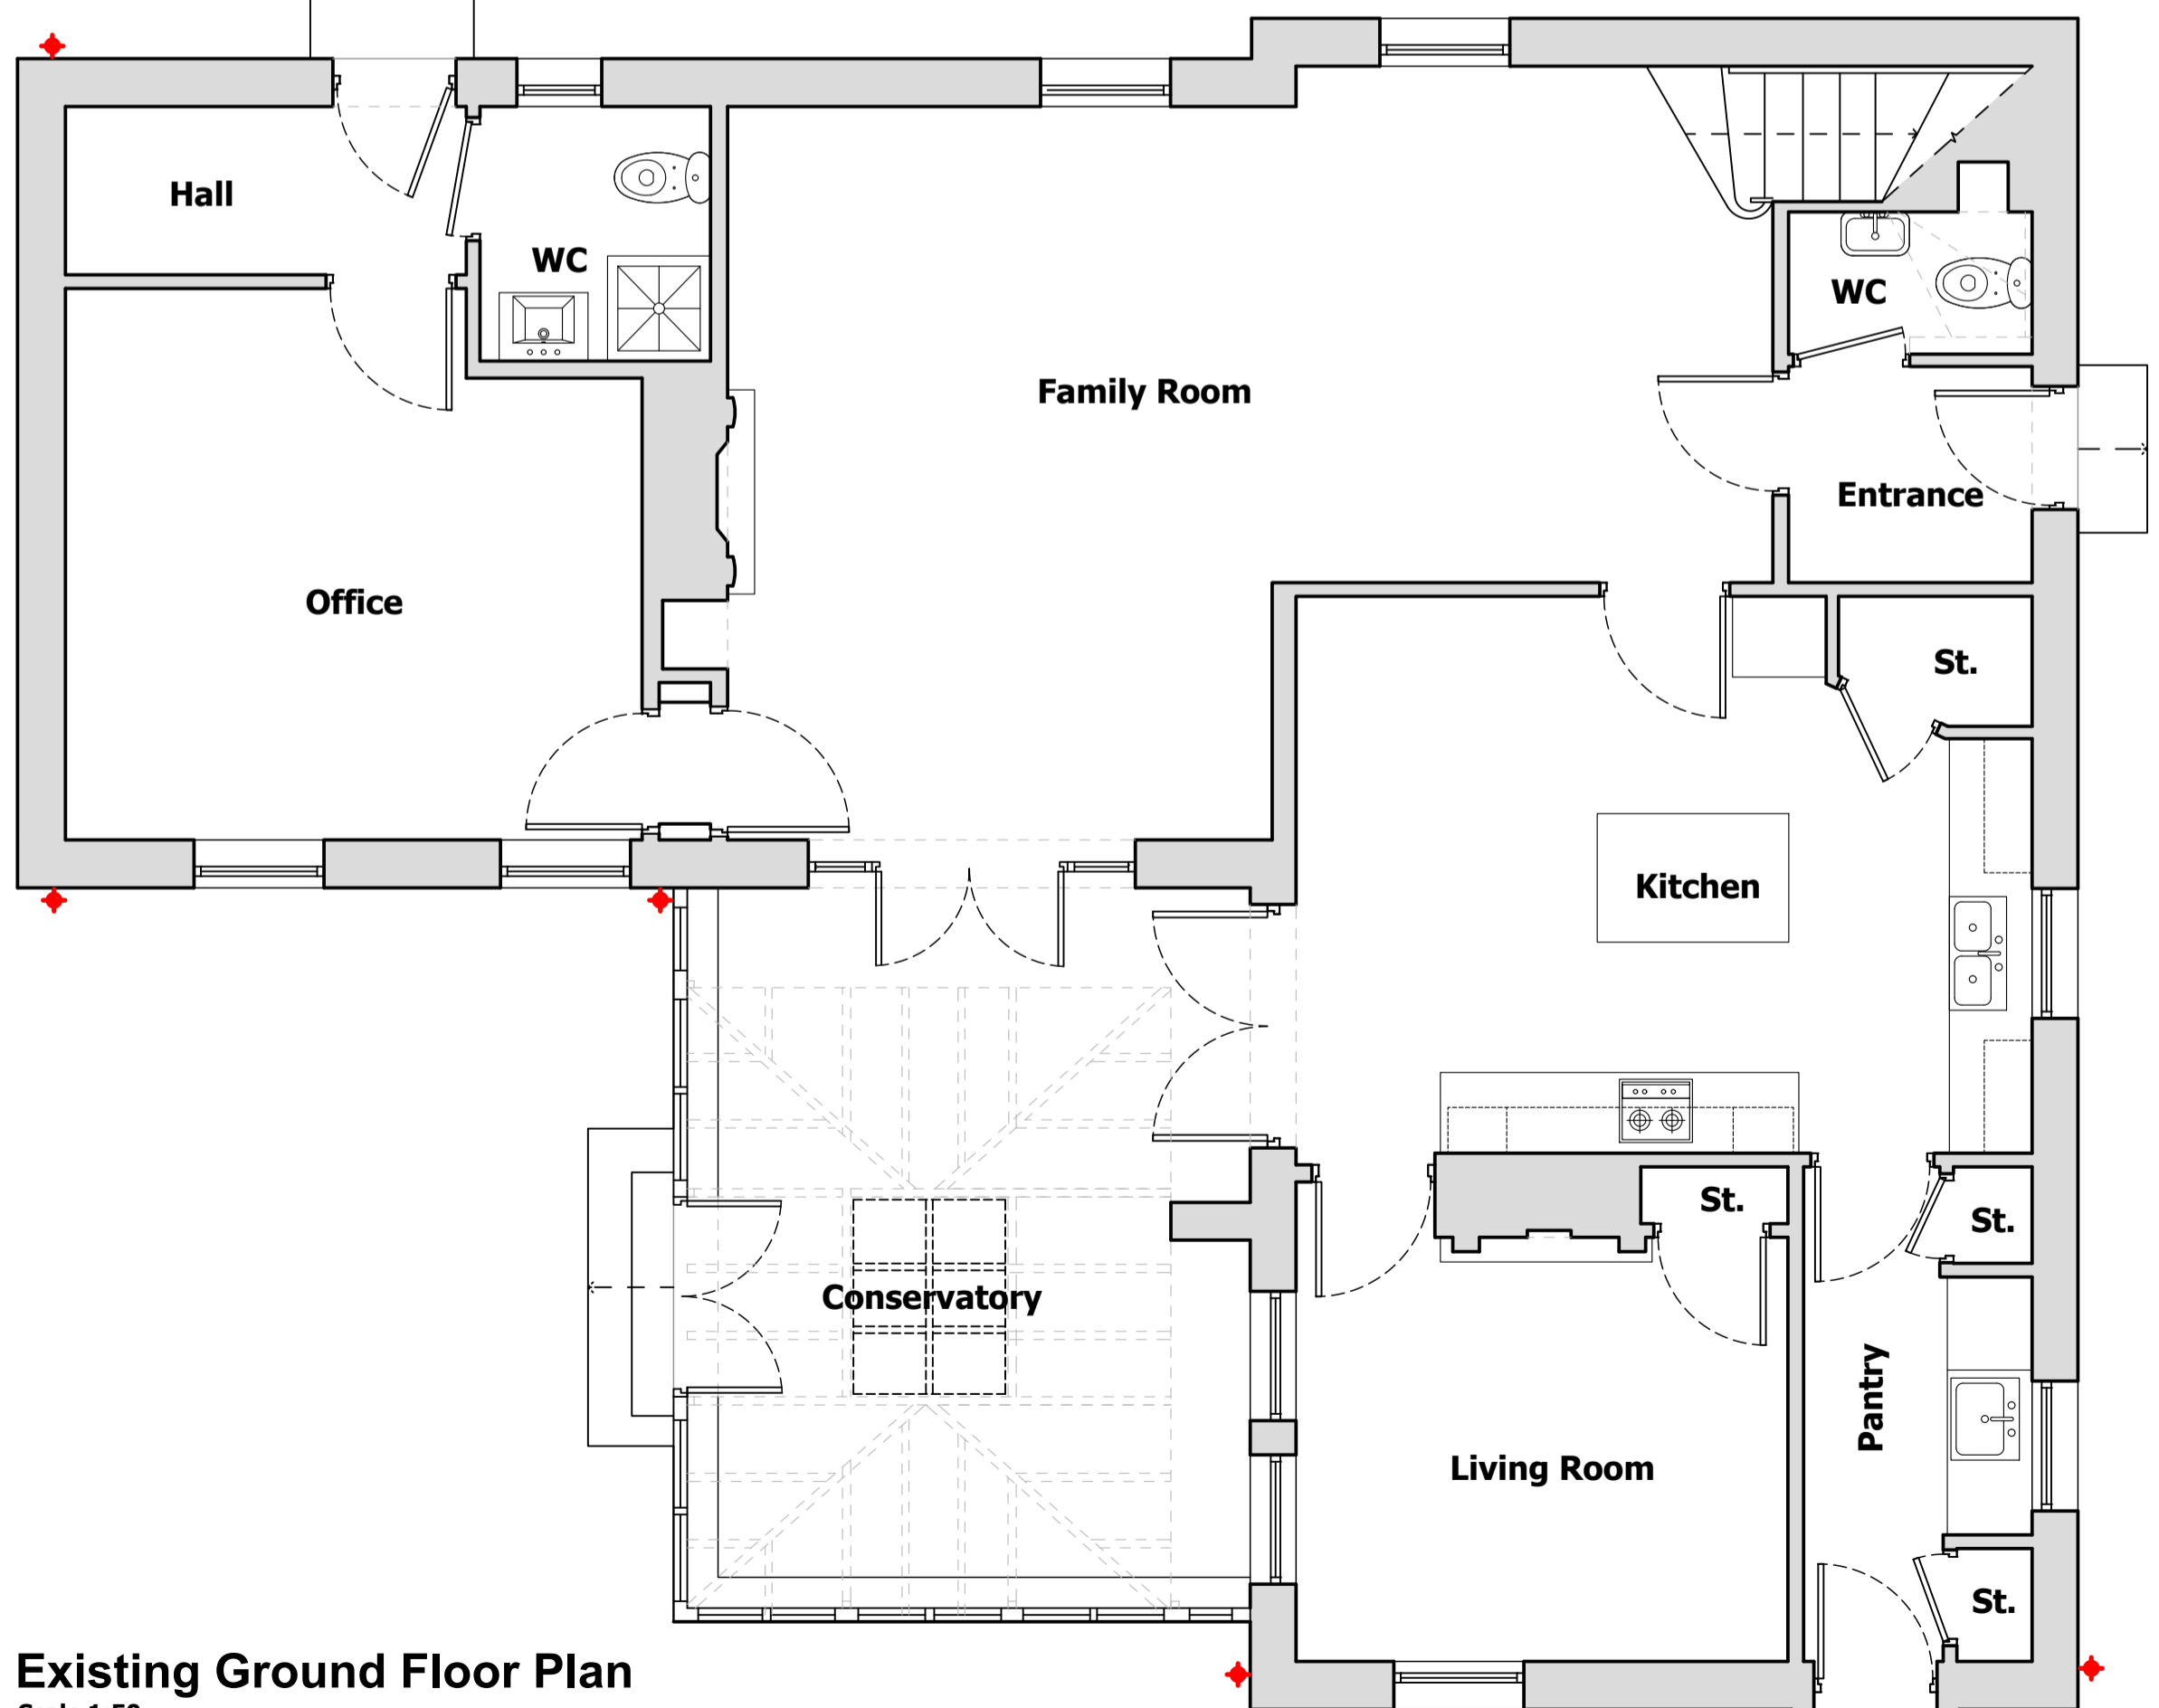 Hall
WC
WC
Family Room
Entrance
Office
St.
Kitchen
St.
St.
Conservatory
Pantry
Living Room
St.
Existing Ground Floor Plan